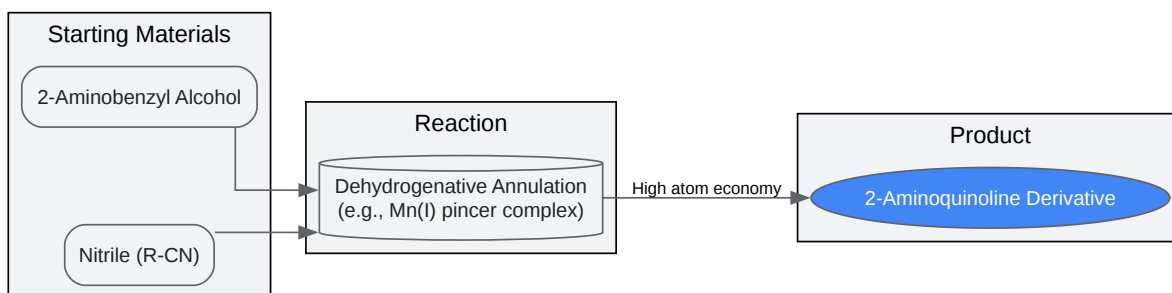 Starting Materials
2-Aminobenzyl Alcohol
Nitrile (R-CN)
Reaction
Dehydrogenative Annulation
(e.g., Mn(I) pincer complex)
High atom economy
Product
2-Aminoquinoline Derivative